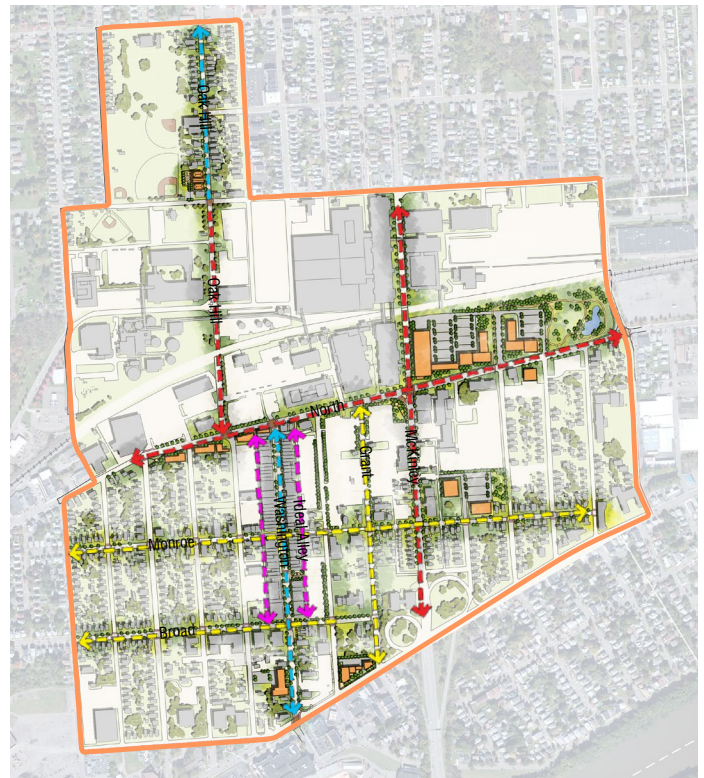 Oak Hill
Oak Hill
North
Grant
McKinley
Washington
Ideal Alley
Monroe
Broad